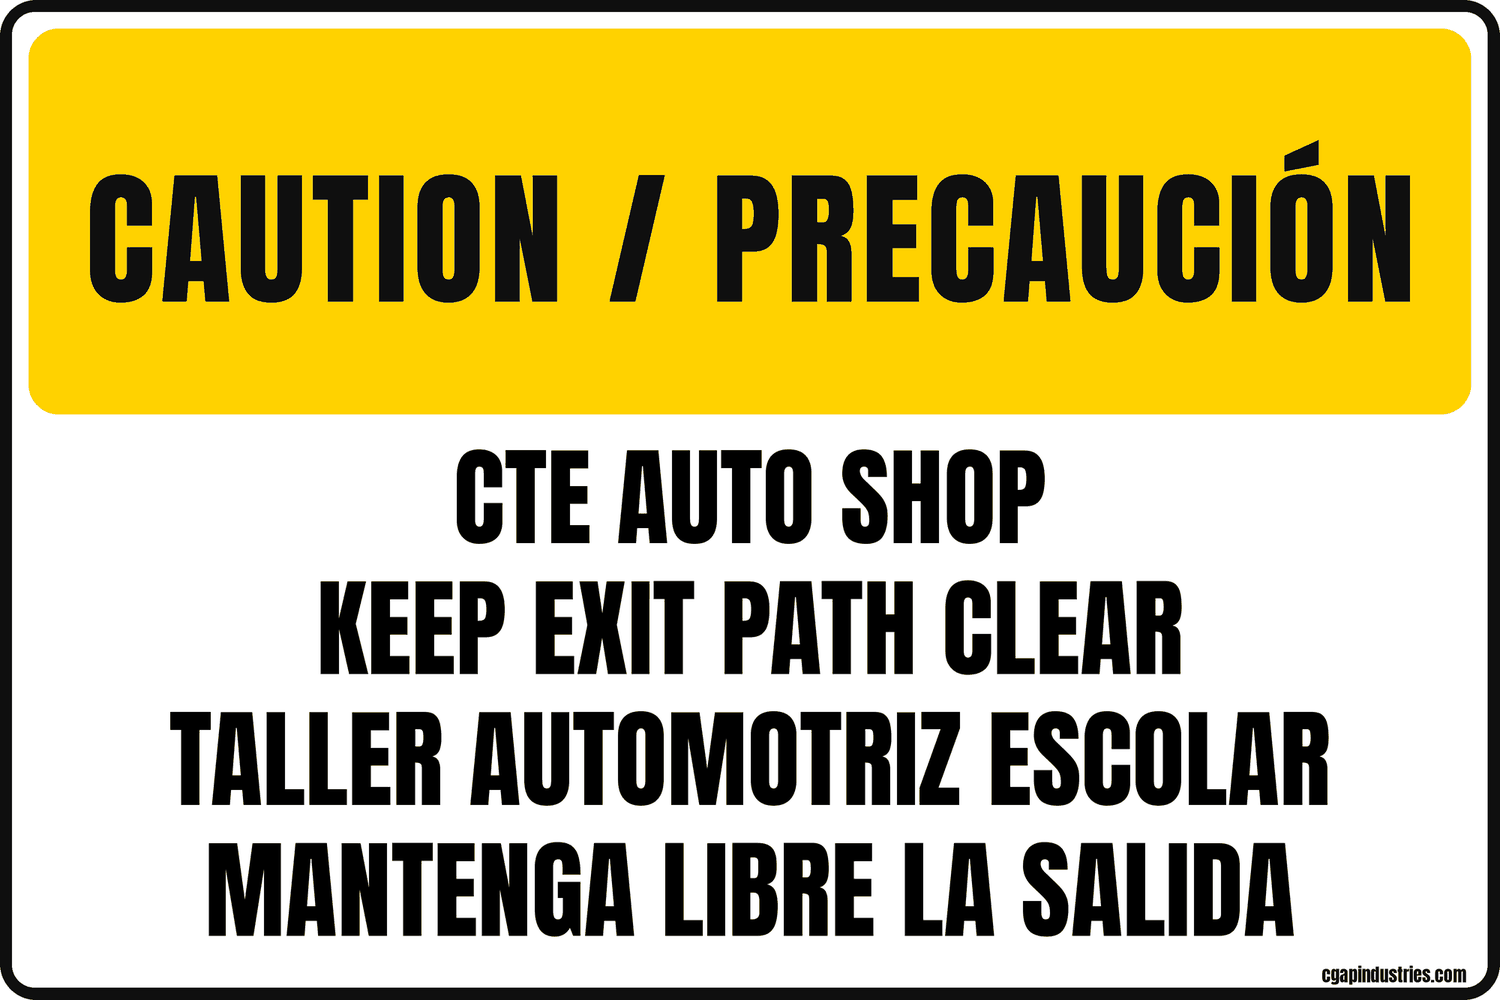 CAUTION / PRECAUCIÓN
CTE AUTO SHOP
KEEP EXIT PATH CLEAR
TALLER AUTOMOTRIZ ESCOLAR
MANTENGA LIBRE LA SALIDA
cgapindustries.com